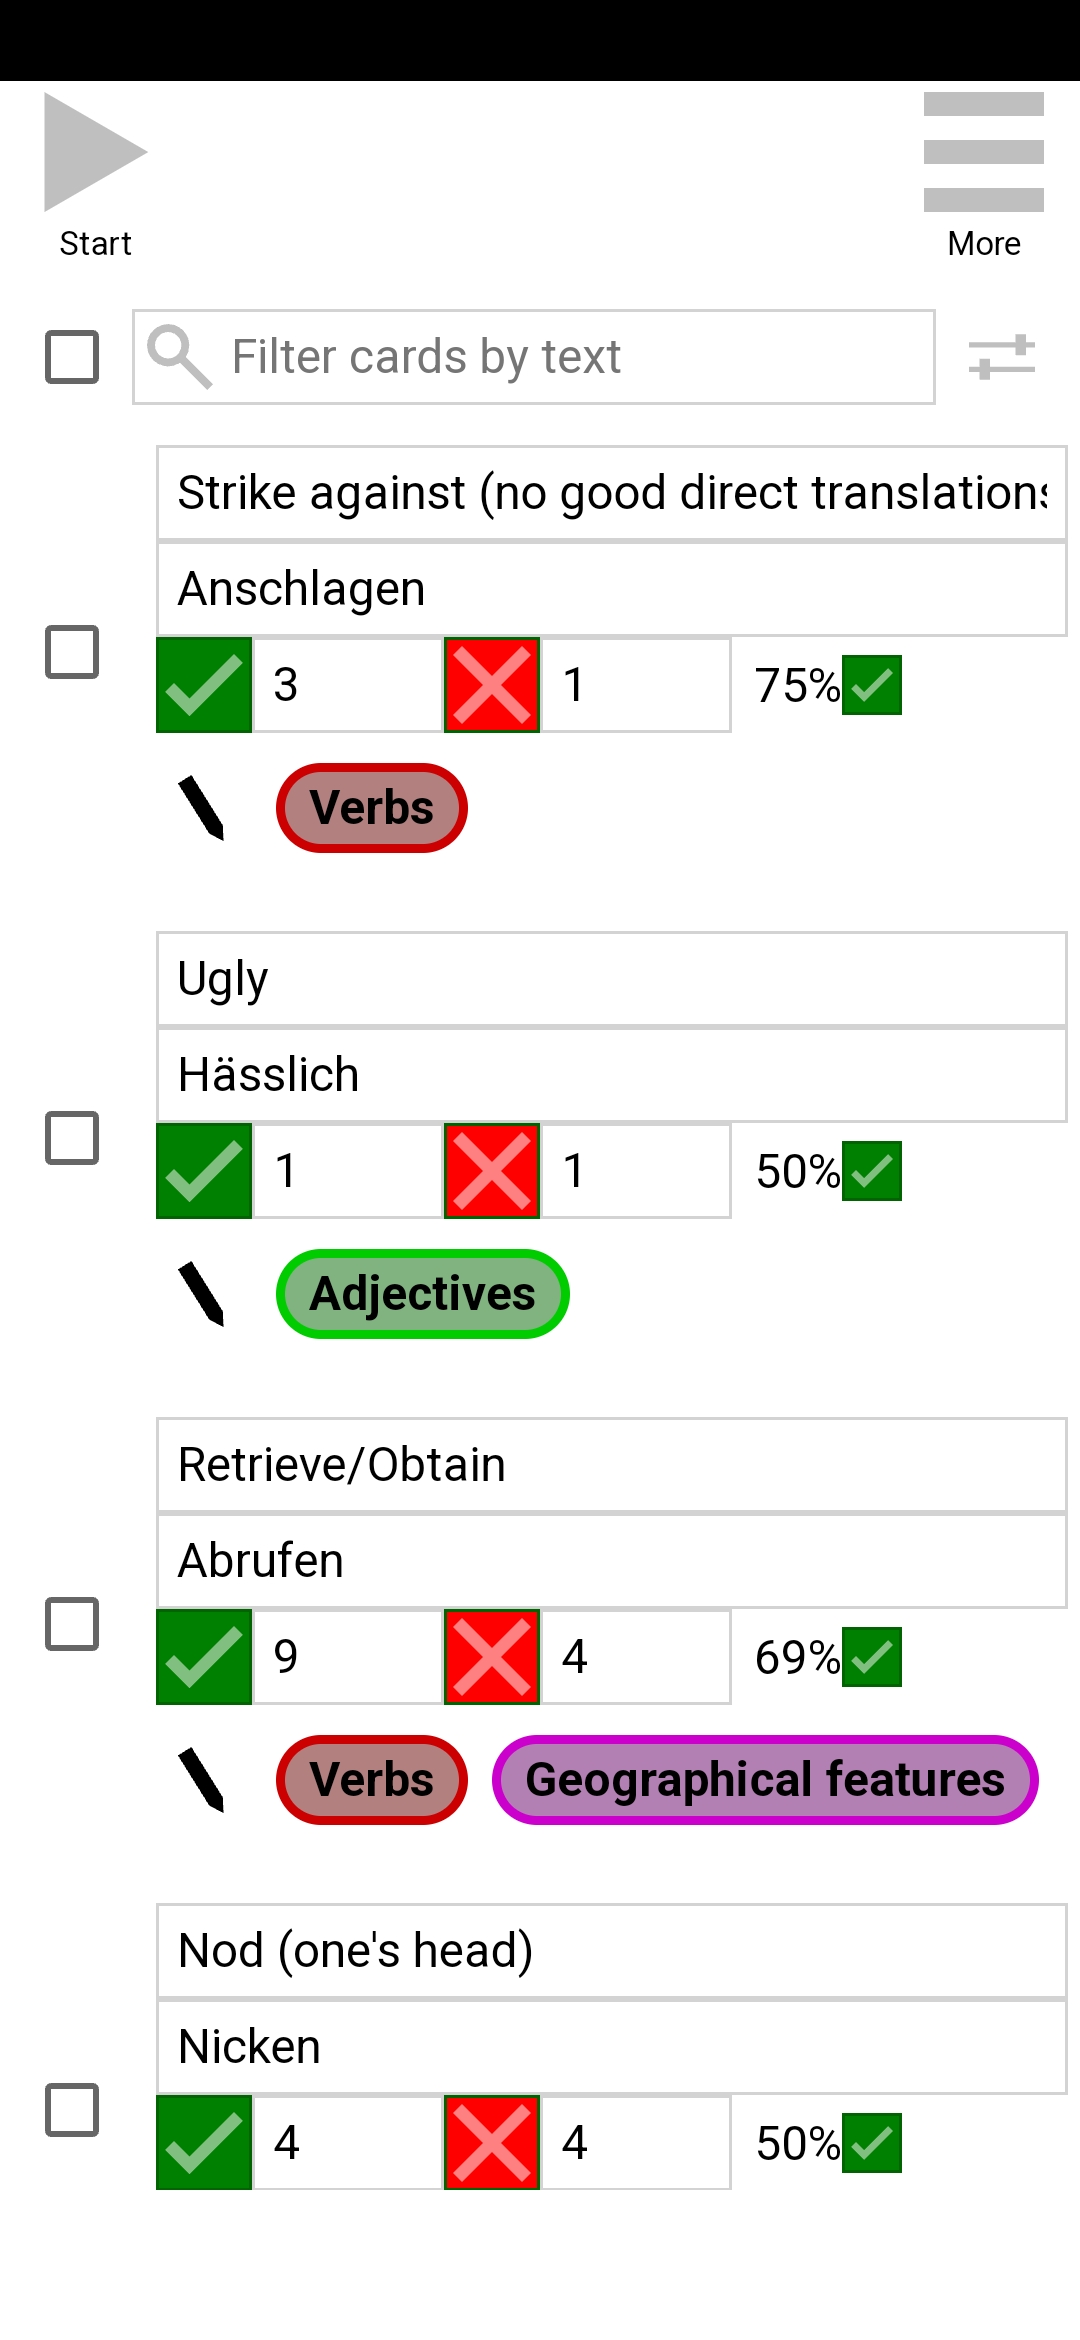 Start
More
Filter cards by text
Strike against (no good direct translations
Anschlagen
3 1 75%
Verbs
Ugly
Hässlich
1 1 50%
Adjectives
Retrieve/Obtain
Abrufen
9 4 69%
Verbs Geographical features
Nod (one's head)
Nicken
4 4 50%